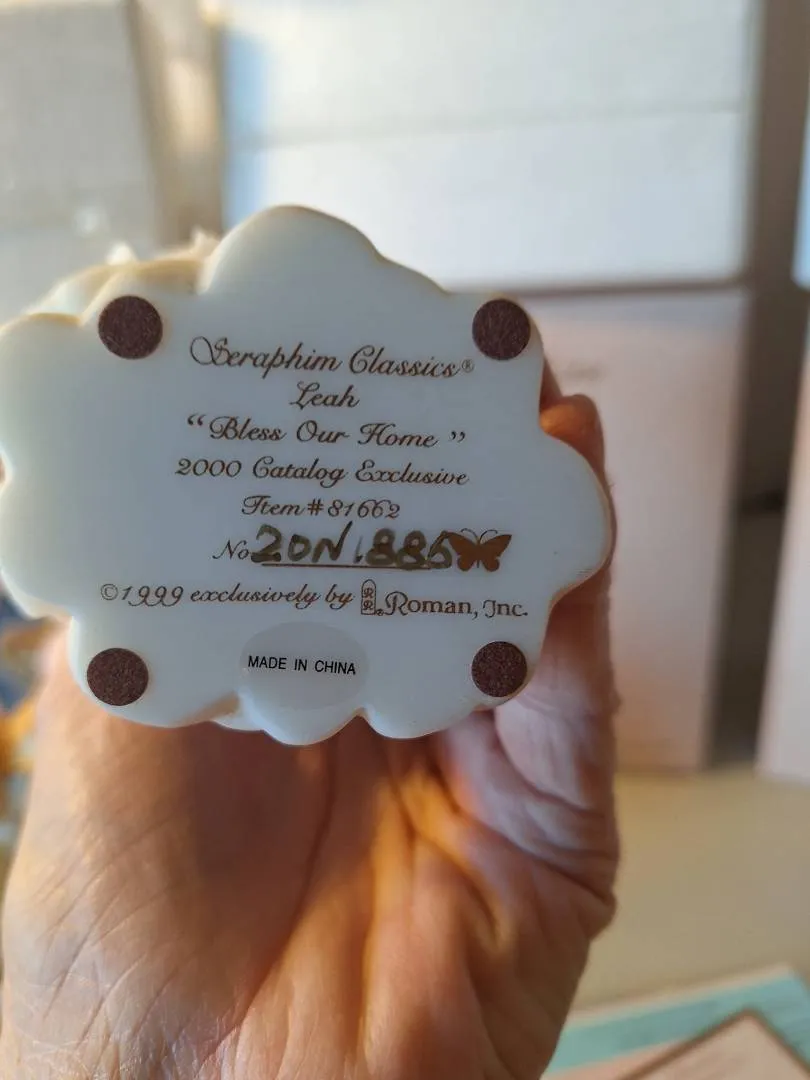 Seraphim Classics®
Leah
“Bless Our Home”
2000 Catalog Exclusive
Item# 81662
No 20N1885
©1999 exclusively by RR® Roman, Inc.
MADE IN CHINA